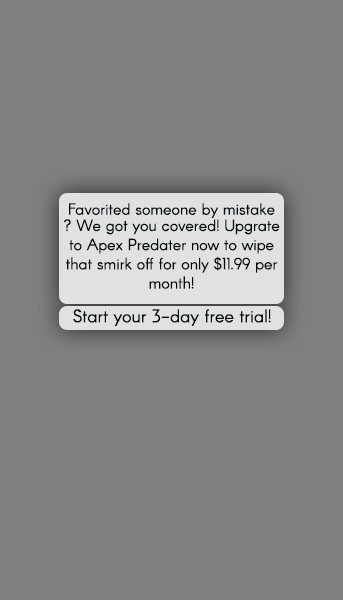 Favorited someone by mistake
? We got you covered! Upgrate
to Apex Predater now to wipe
that smirk off for only $11.99 per
month!
Start your 3-day free trial!